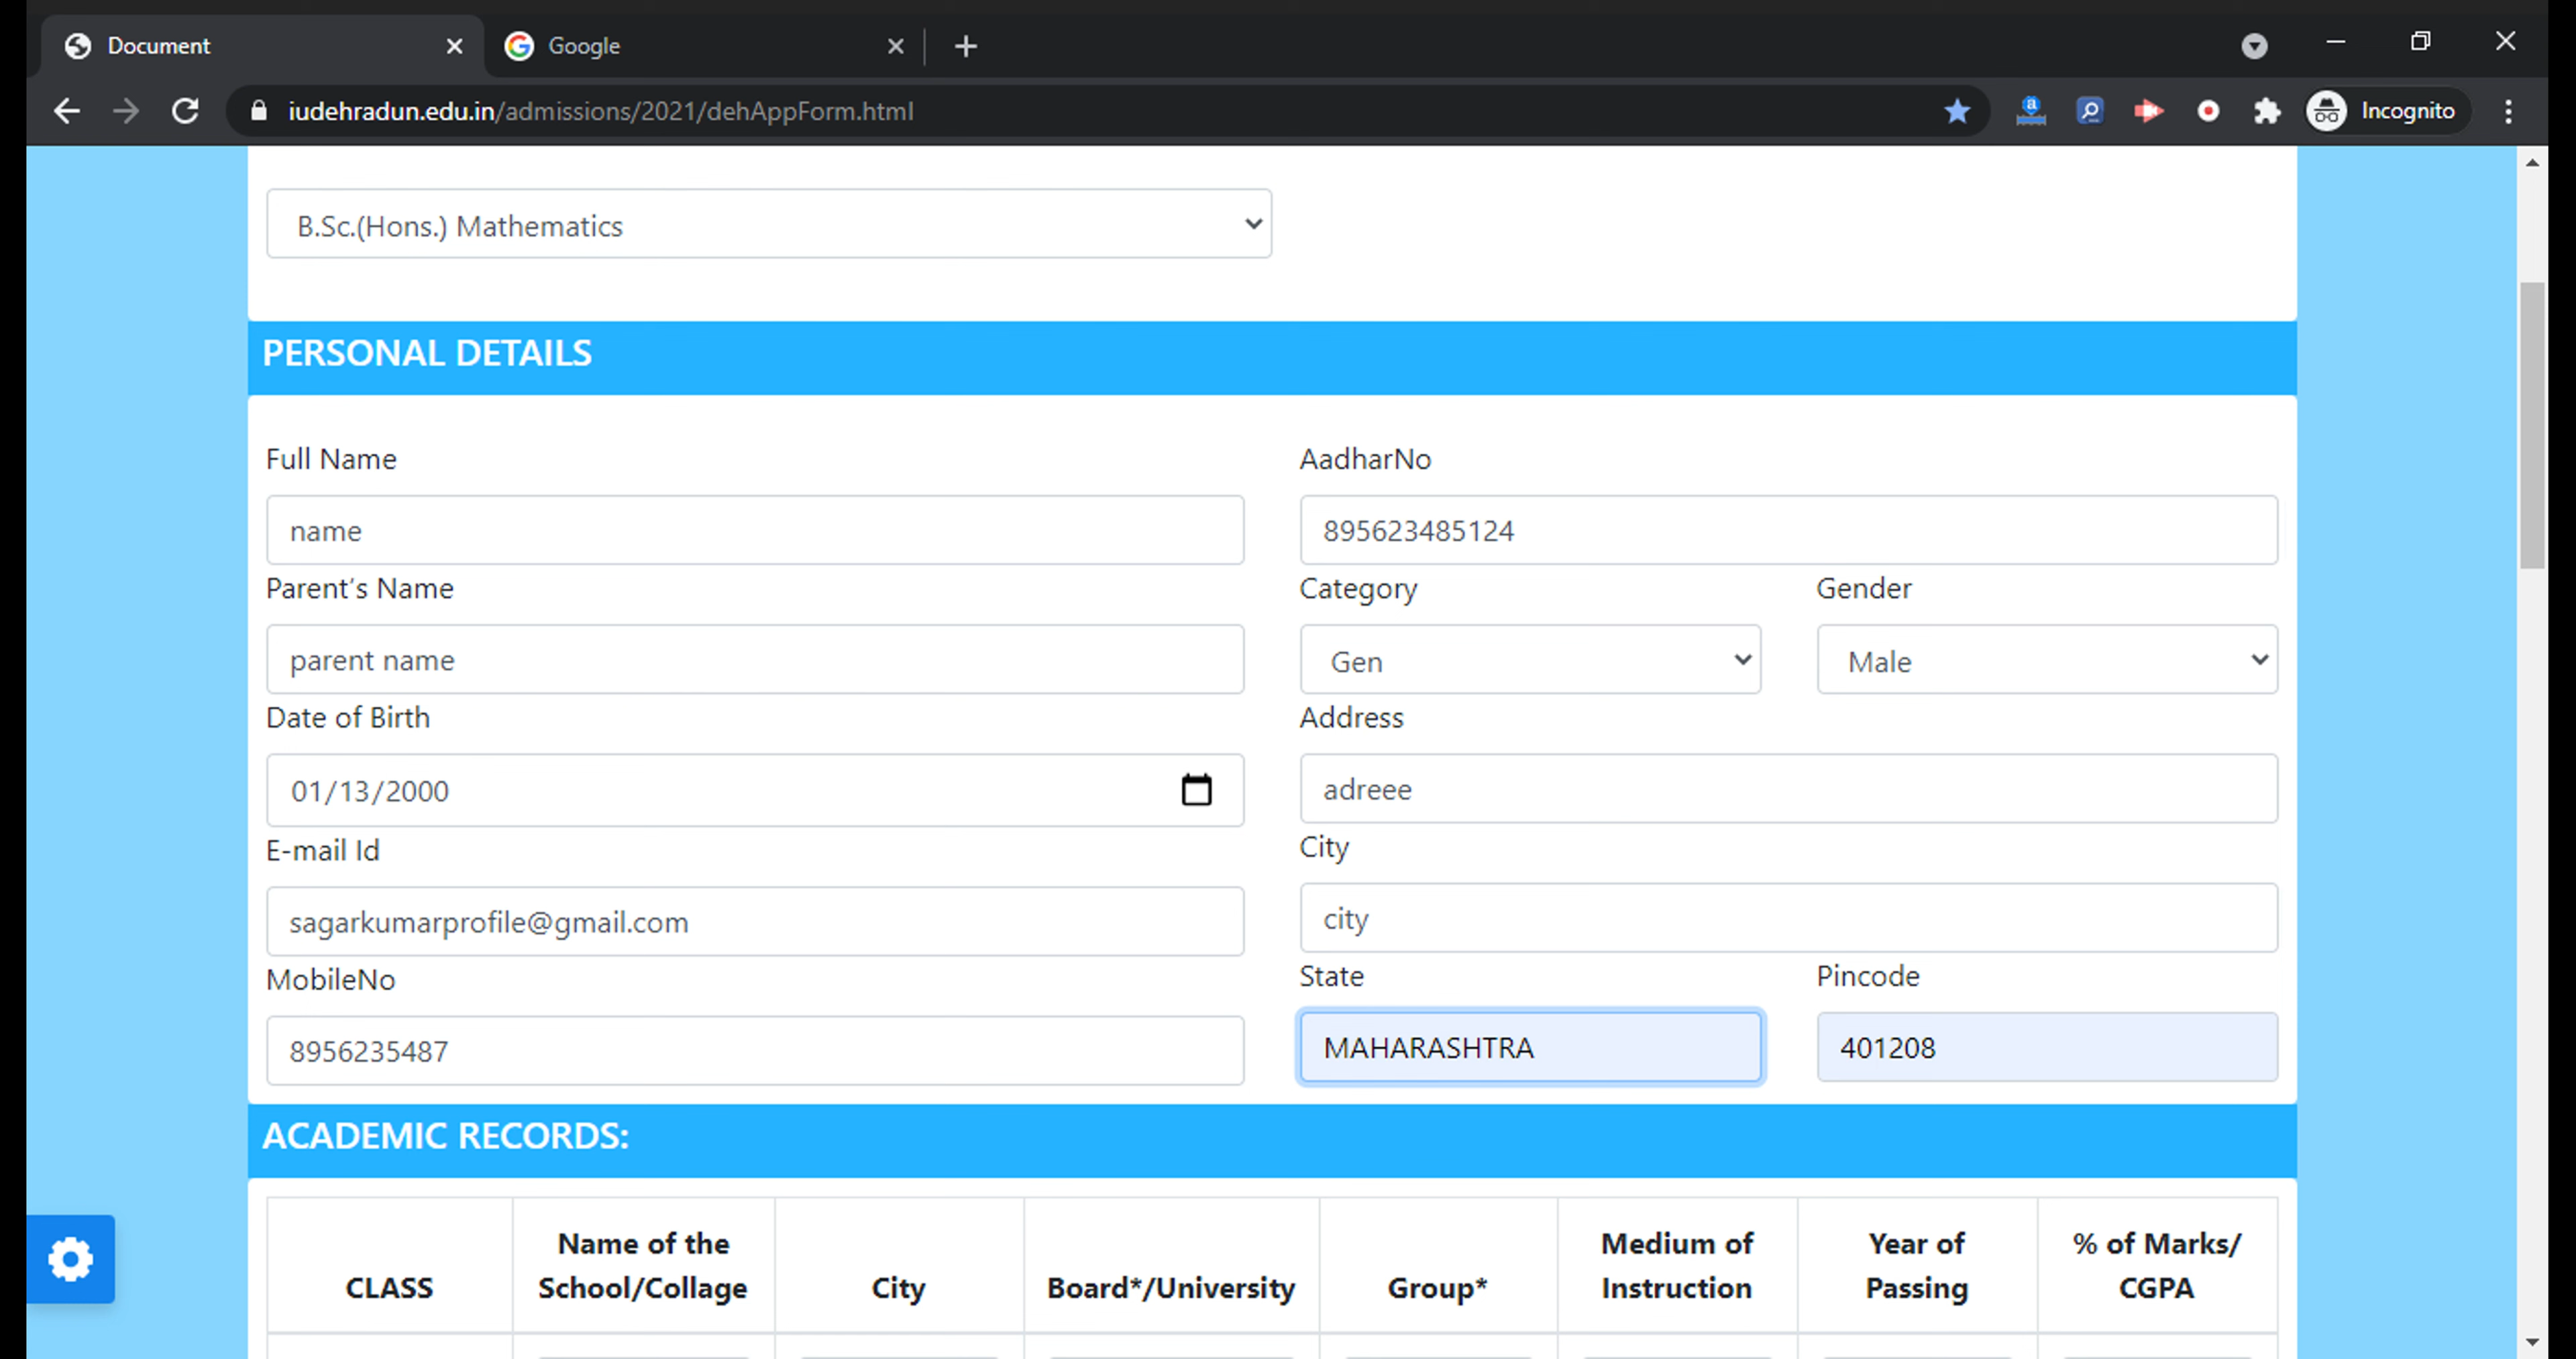 Document
Google
iudehradun.edu.in/admissions/2021/dehAppForm.html
Incognito
B.Sc.(Hons.) Mathematics
PERSONAL DETAILS
Full Name
AadharNo
name
895623485124
Parent's Name
Category
Gender
parent name
Gen
Male
Date of Birth
Address
01/13/2000
adreee
E-mail Id
City
sagarkumarprofile@gmail.com
city
MobileNo
State
Pincode
8956235487
MAHARASHTRA
401208
ACADEMIC RECORDS:
CLASS
Name of the
School/Collage
City
Board*/University
Group*
Medium of
Instruction
Year of
Passing
% of Marks/
CGPA